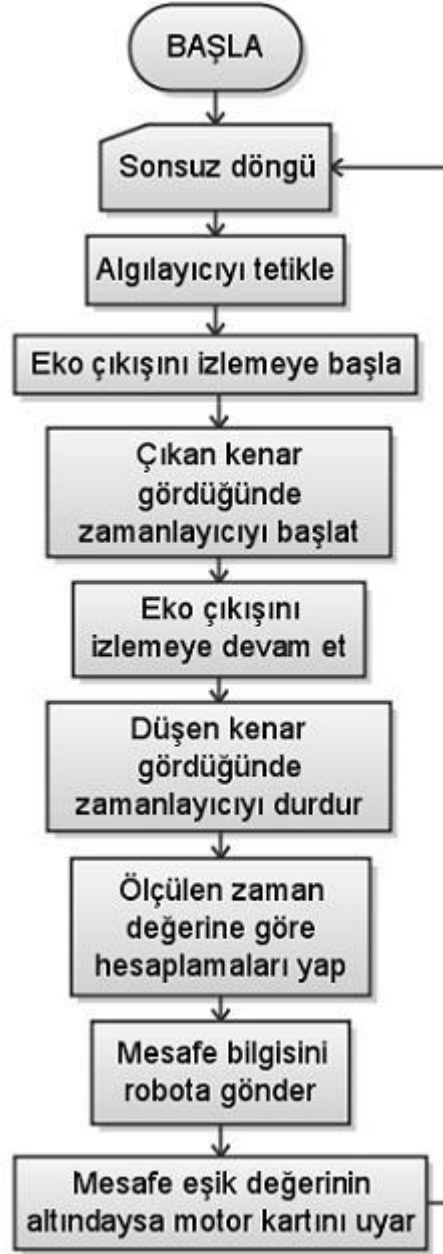 BAŞLA
Sonsuz döngü
Algılayıcıyı tetikle
Eko çıkışını izlemeye başla
Çıkan kenar
gördüğünde
zamanlayıcıyı başlat
Eko çıkışını
izlemeye devam et
Düşen kenar
gördüğünde
zamanlayıcıyı durdur
Ölçülen zaman
değerine göre
hesaplamaları yap
Mesafe bilgisini
robota gönder
Mesafe eşik değerinin
altındaysa motor kartını uyar